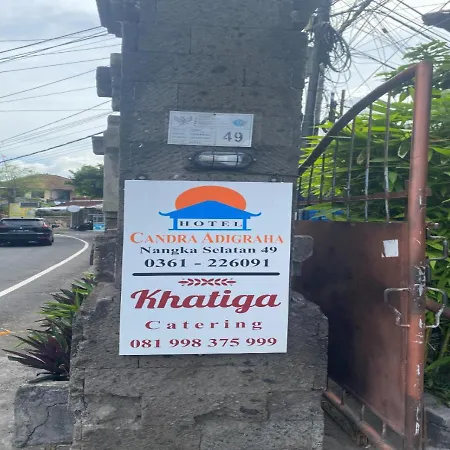 49
HOTEL
CANDRA ADIGRAHA
Nangka Selatan 49
0361 - 226091
Khatiga
Catering
081 998 375 999